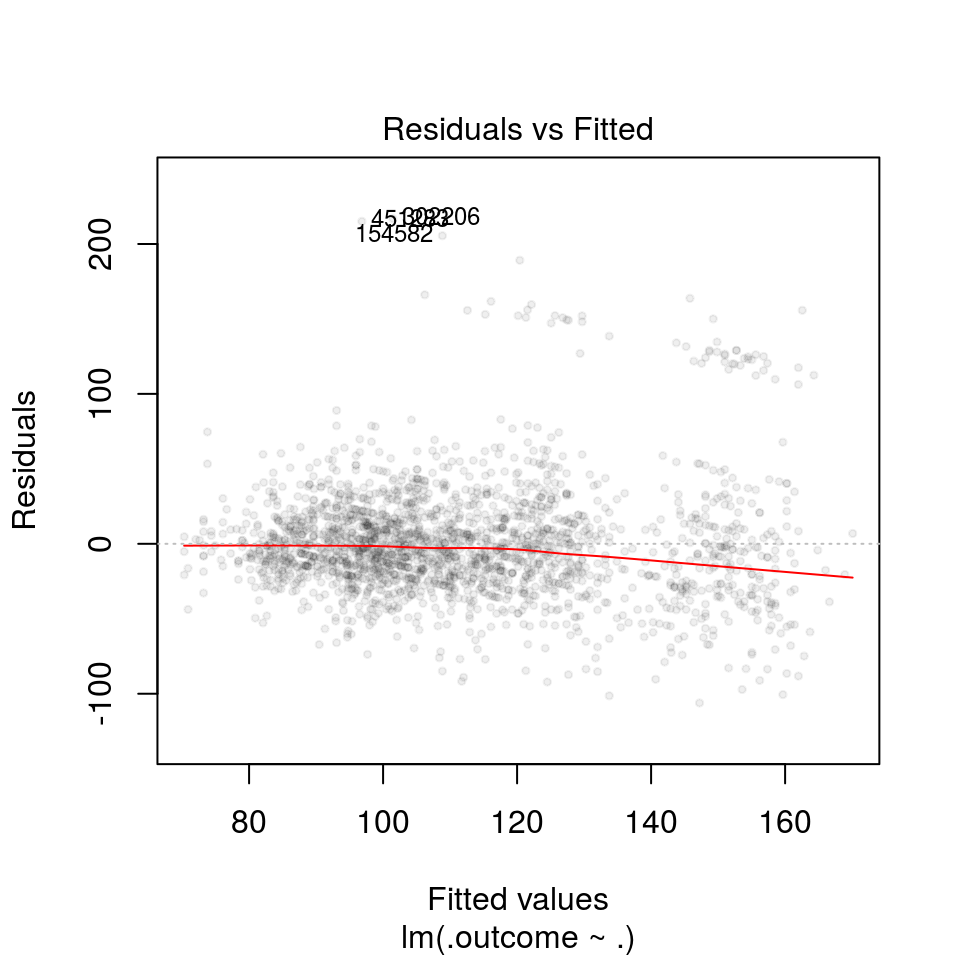 Residuals vs Fitted
154582
Residuals
200
100
0
-100
80
100
120
140
160
Fitted values
lm(.outcome ~ .)